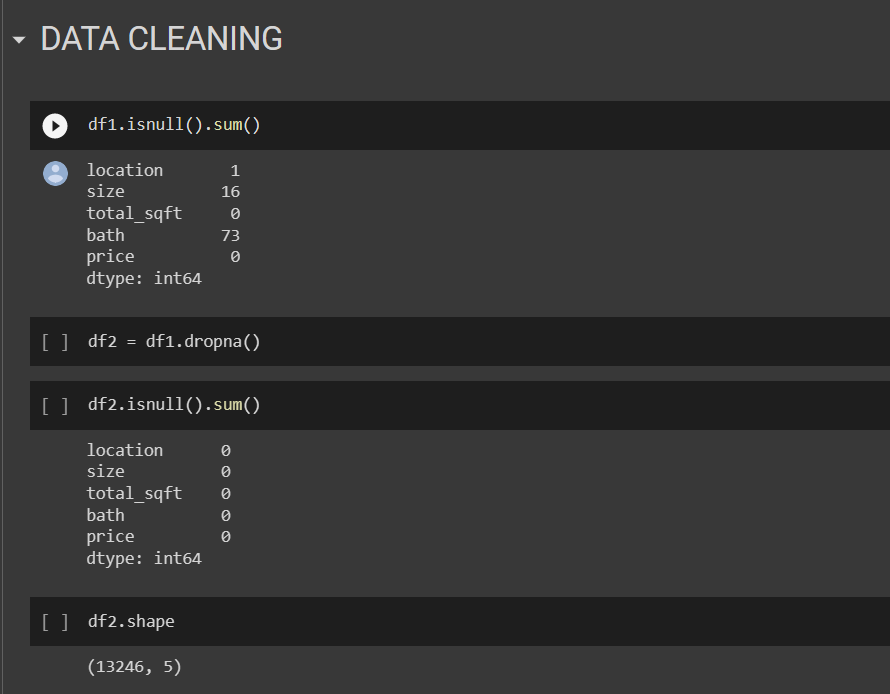 DATA CLEANING
df1.isnull().sum()
location 1
size 16
total_sqft 0
bath 73
price 0
dtype: int64
[ ] df2 = df1.dropna()
[ ] df2.isnull().sum()
location 0
size 0
total_sqft 0
bath 0
price 0
dtype: int64
[ ] df2.shape
(13246, 5)